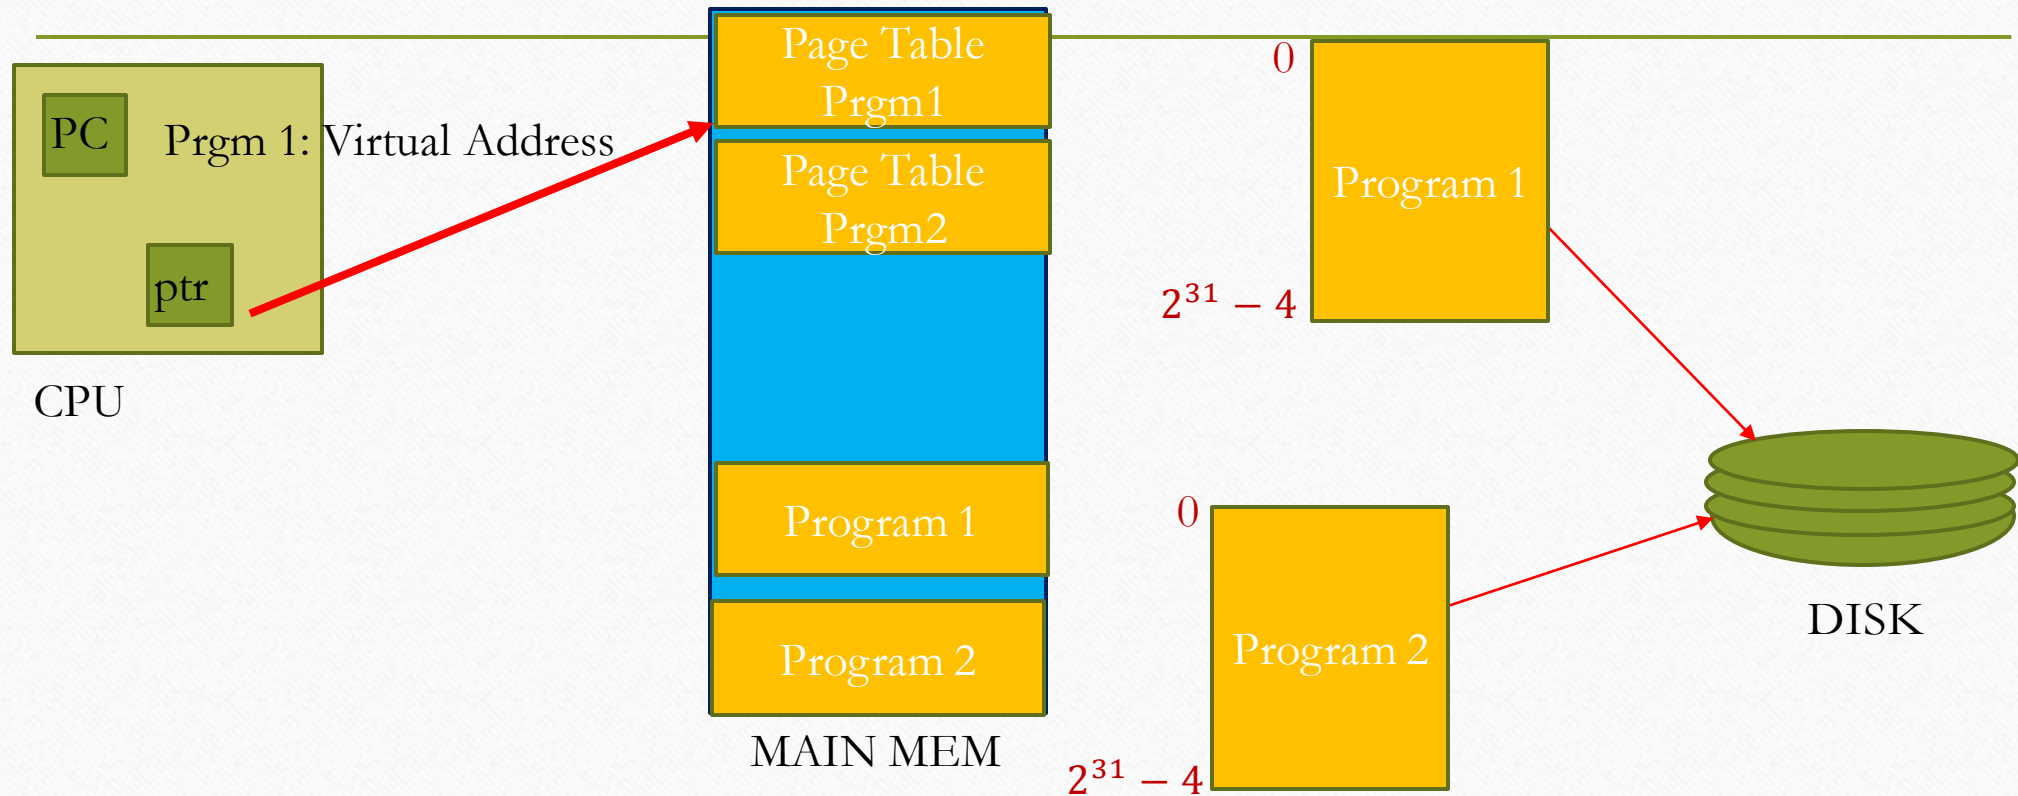 PC
Prgm 1: Virtual Address
ptr
CPU
Page Table
Prgm1
Page Table
Prgm2
Program 1
Program 2
MAIN MEM
0
Program 1
2³¹ − 4
0
Program 2
2³¹ − 4
DISK